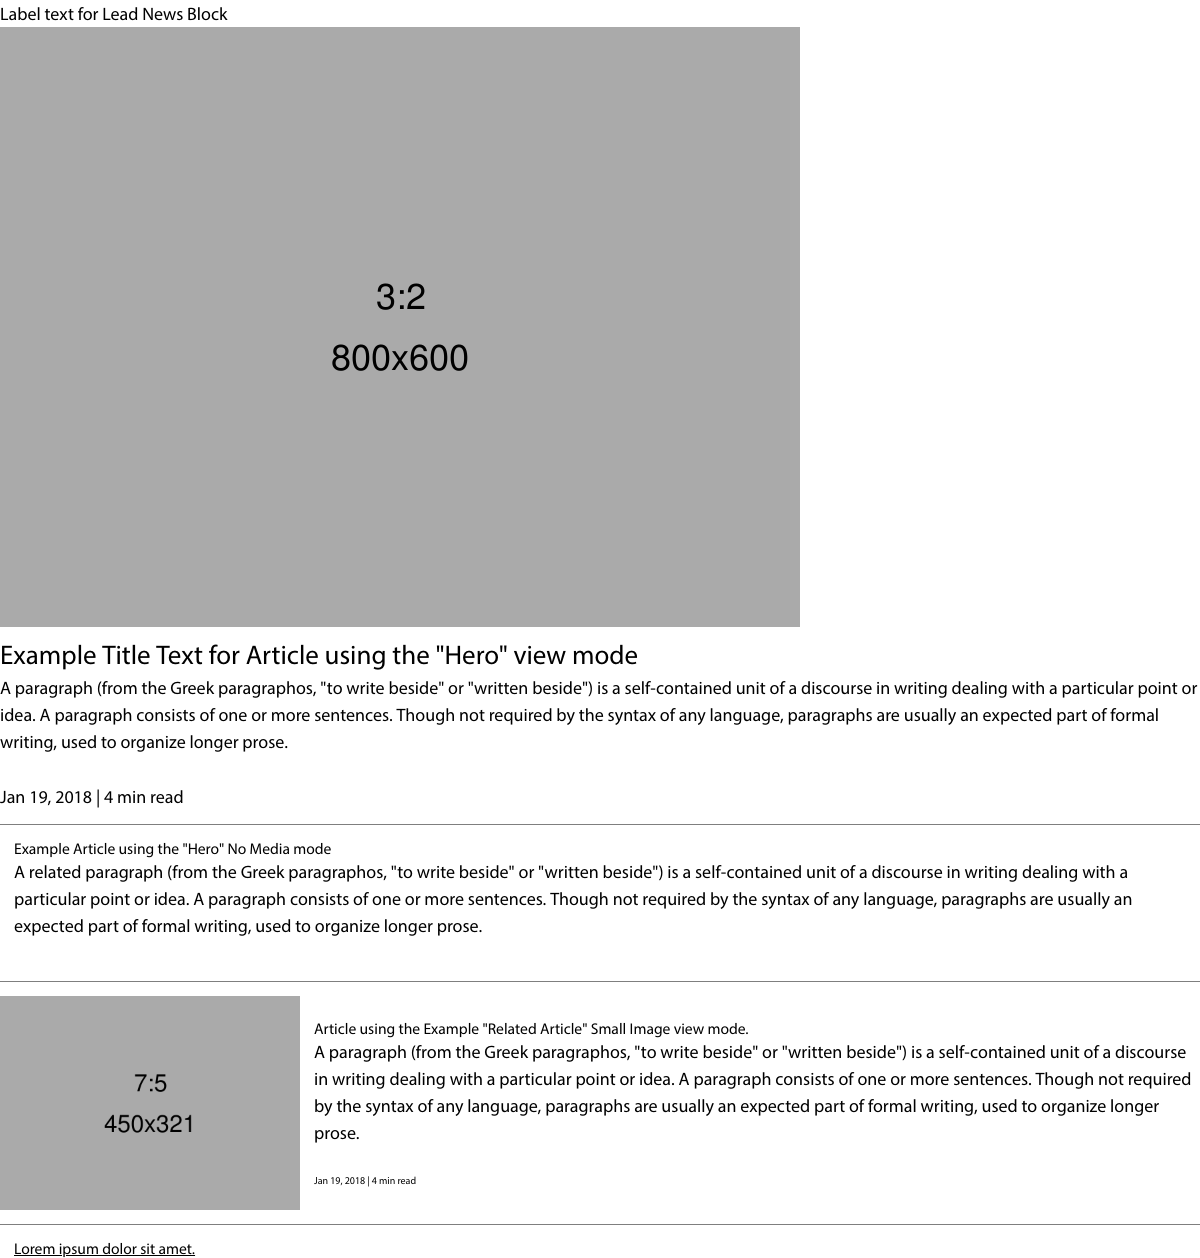 Label text for Lead News Block
3:2
800x600
Example Title Text for Article using the "Hero" view mode
A paragraph (from the Greek paragraphos, "to write beside" or "written beside") is a self-contained unit of a discourse in writing dealing with a particular point or
idea. A paragraph consists of one or more sentences. Though not required by the syntax of any language, paragraphs are usually an expected part of formal
writing, used to organize longer prose.
Jan 19, 2018 | 4 min read
Example Article using the "Hero" No Media mode
A related paragraph (from the Greek paragraphos, "to write beside" or "written beside") is a self-contained unit of a discourse in writing dealing with a
particular point or idea. A paragraph consists of one or more sentences. Though not required by the syntax of any language, paragraphs are usually an
expected part of formal writing, used to organize longer prose.
7:5
450x321
Article using the Example "Related Article" Small Image view mode.
A paragraph (from the Greek paragraphos, "to write beside" or "written beside") is a self-contained unit of a discourse
in writing dealing with a particular point or idea. A paragraph consists of one or more sentences. Though not required
by the syntax of any language, paragraphs are usually an expected part of formal writing, used to organize longer
prose.
Jan 19, 2018 | 4 min read
Lorem ipsum dolor sit amet.